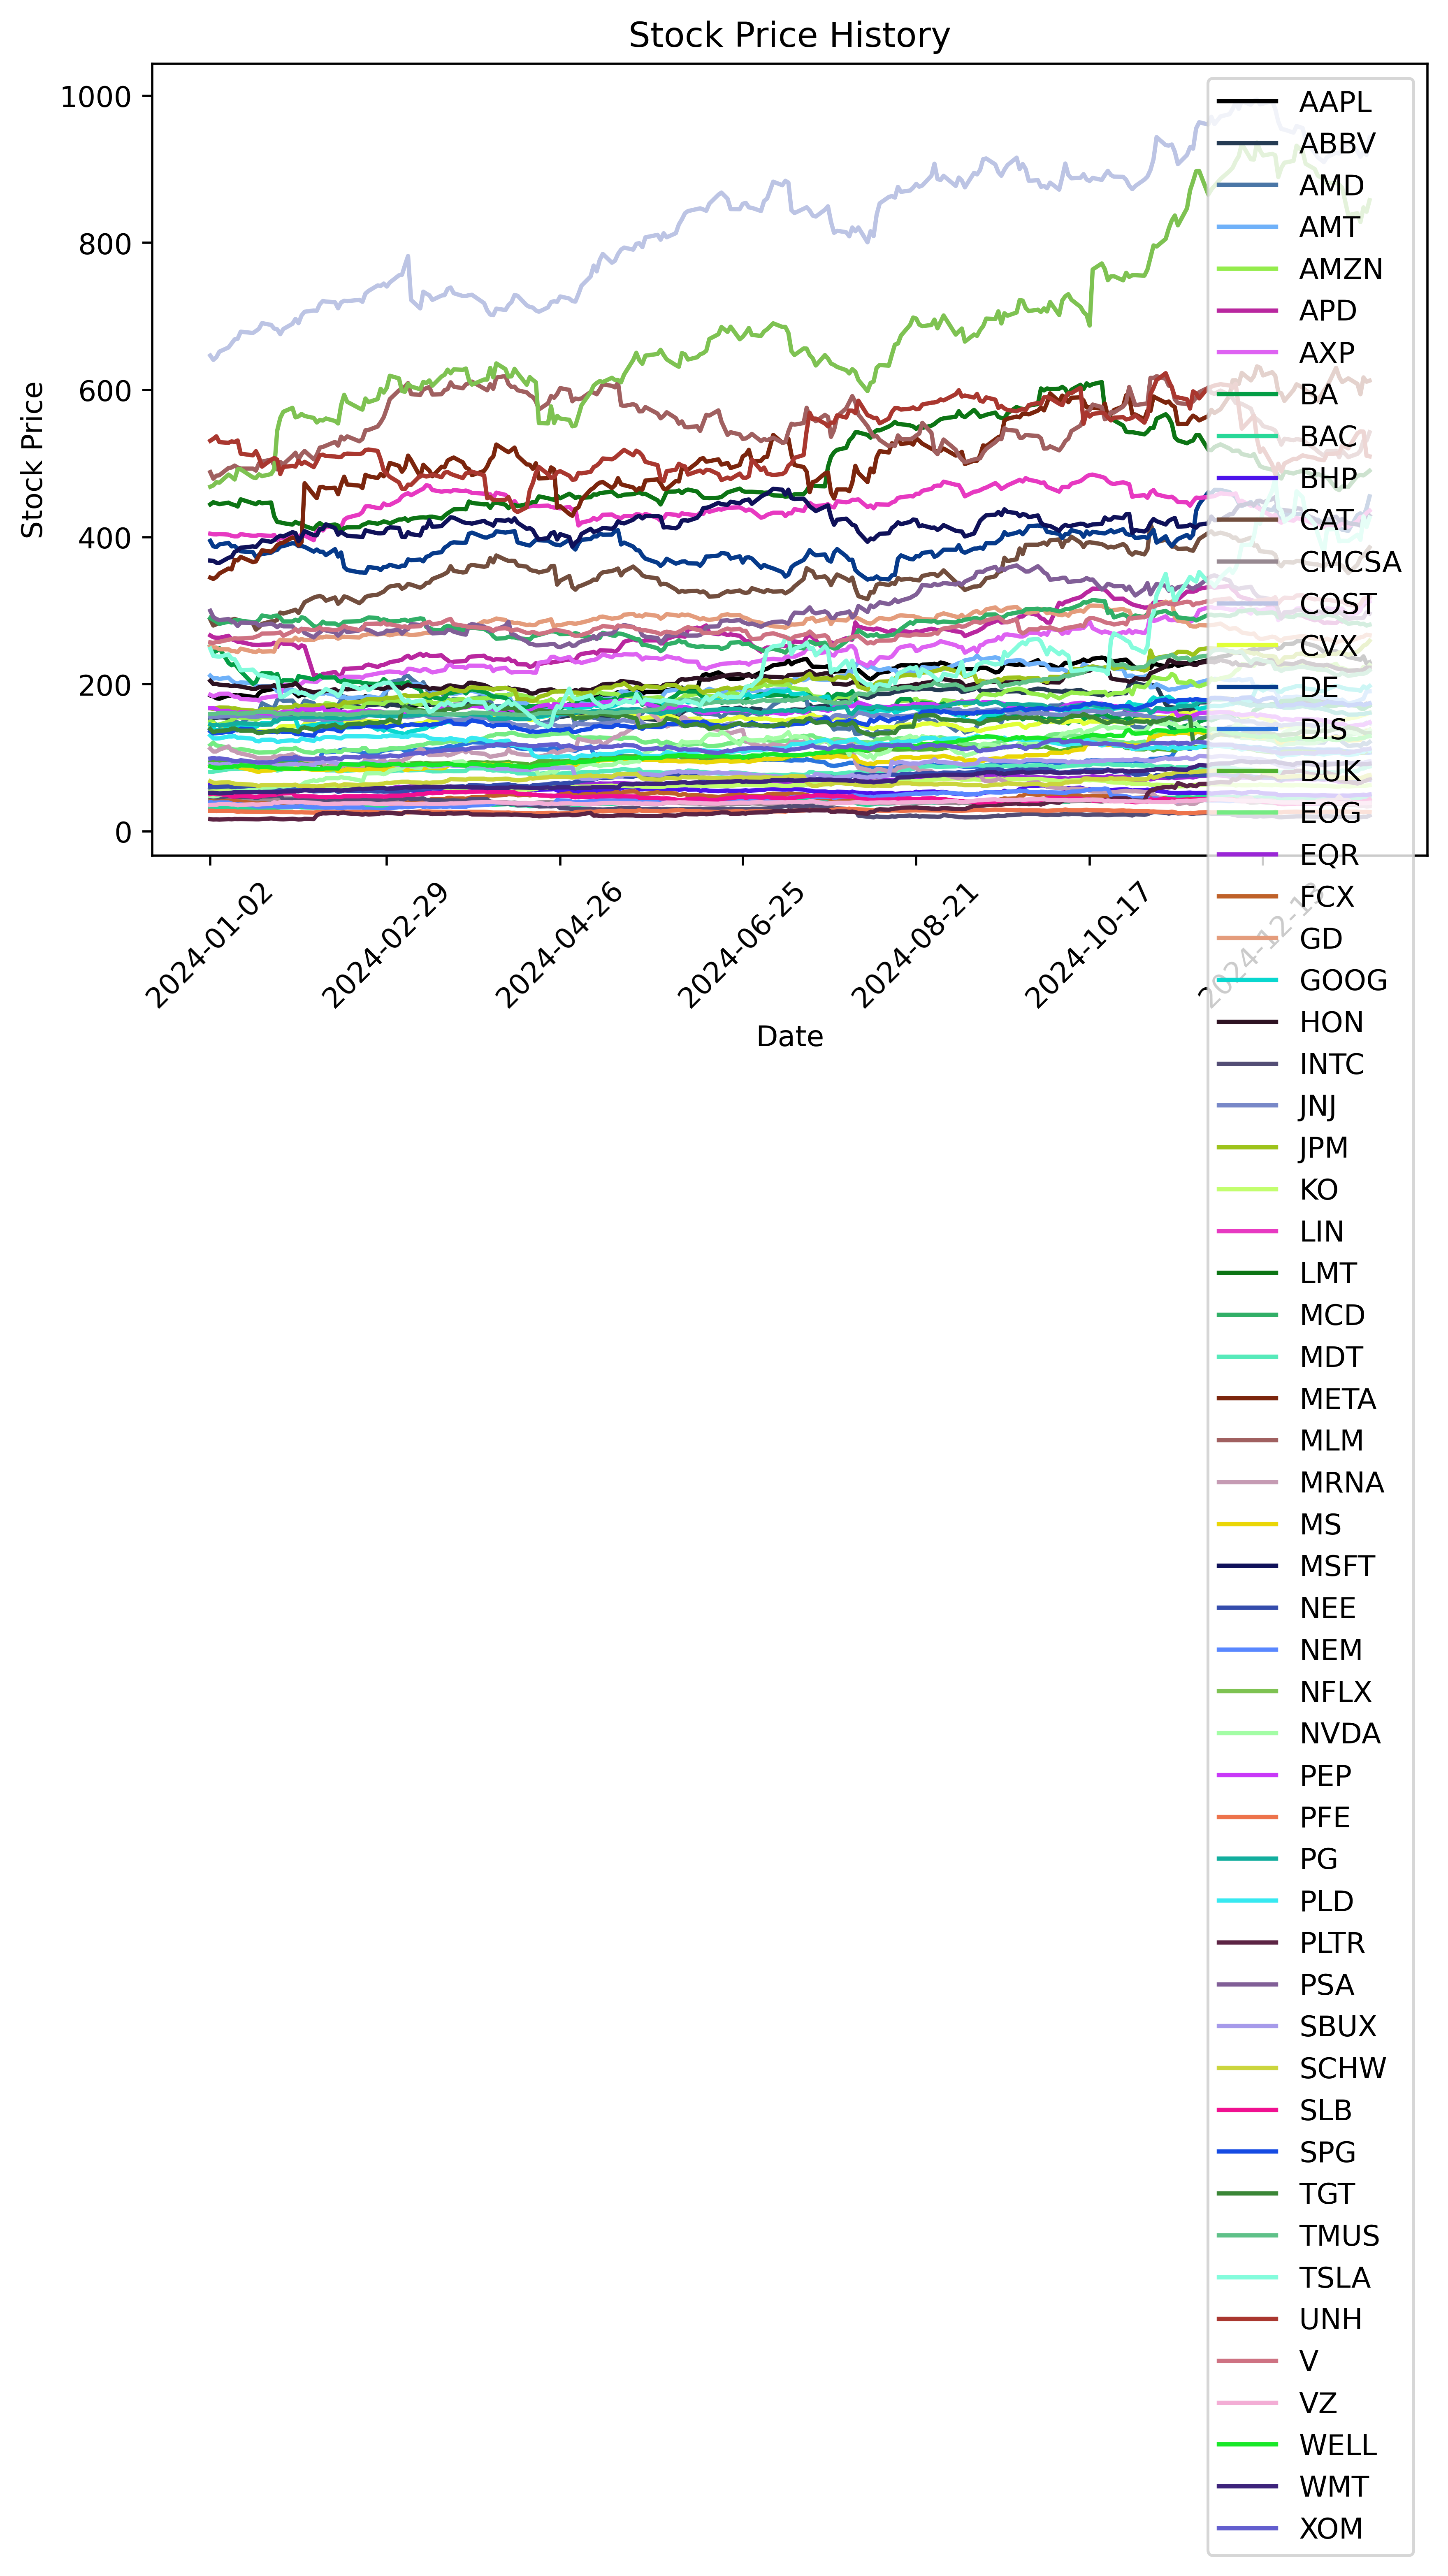 Stock Price History
1000
800
600
400
200
0
Stock Price
2024-01-02
2024-02-29
2024-04-26
2024-06-25
2024-08-21
2024-10-17
Date
AAPL
ABBV
AMD
AMT
AMZN
APD
AXP
BA
BAC
BHP
CAT
CMCSA
COST
CVX
DE
DIS
DUK
EOG
EQR
FCX
GD
GOOG
HON
INTC
JNJ
JPM
KO
LIN
LMT
MCD
MDT
META
MLM
MRNA
MS
MSFT
NEE
NEM
NFLX
NVDA
PEP
PFE
PG
PLD
PLTR
PSA
SBUX
SCHW
SLB
SPG
TGT
TMUS
TSLA
UNH
V
VZ
WELL
WMT
XOM